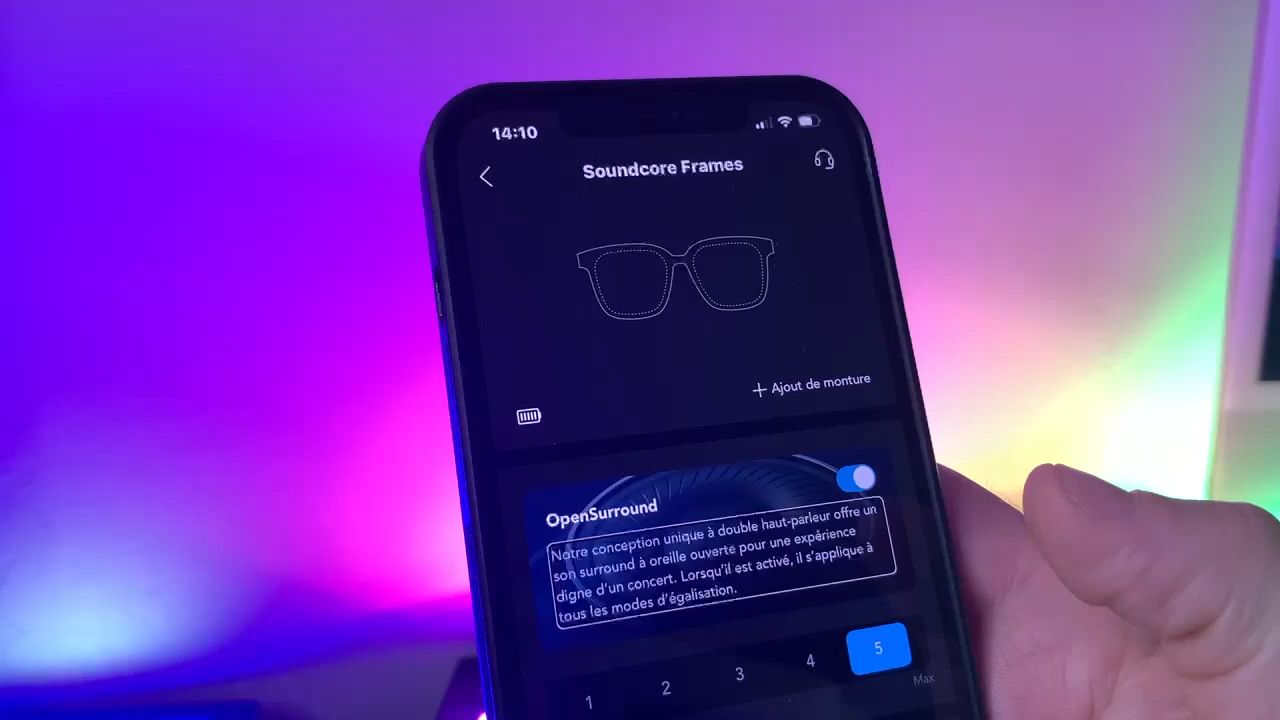 14:10
Soundcore Frames
+ Ajout de monture
OpenSurround
Notre conception unique à double haut-parleur offre un
son surround à oreille ouverte pour une expérience
digne d'un concert. Lorsqu'il est activé, il s'applique à
tous les modes d'égalisation.
1 2 3 4 5
Max